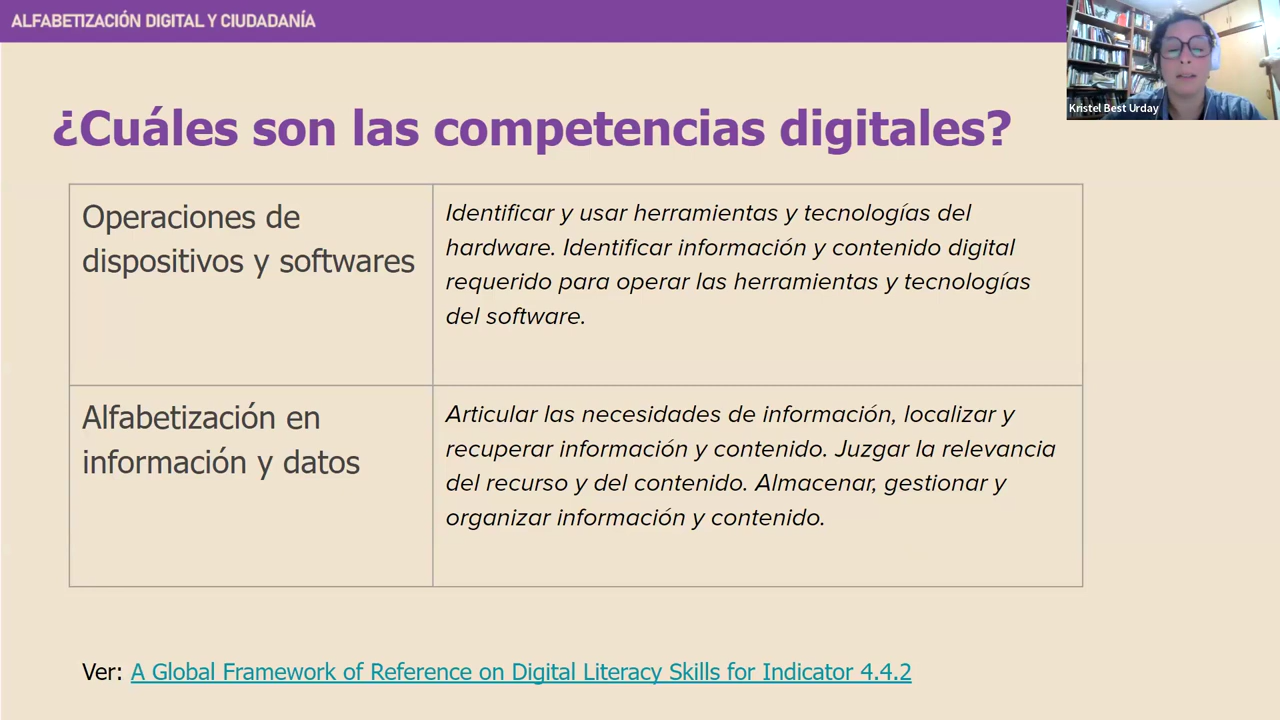 ALFABETIZACIÓN DIGITAL Y CIUDADANÍA
Kristel Best Urday
¿Cuáles son las competencias digitales?
Operaciones de
dispositivos y softwares
Identificar y usar herramientas y tecnologías del
hardware. Identificar información y contenido digital
requerido para operar las herramientas y tecnologías
del software.
Alfabetización en
información y datos
Articular las necesidades de información, localizar y
recuperar información y contenido. Juzgar la relevancia
del recurso y del contenido. Almacenar, gestionar y
organizar información y contenido.
Ver: A Global Framework of Reference on Digital Literacy Skills for Indicator 4.4.2